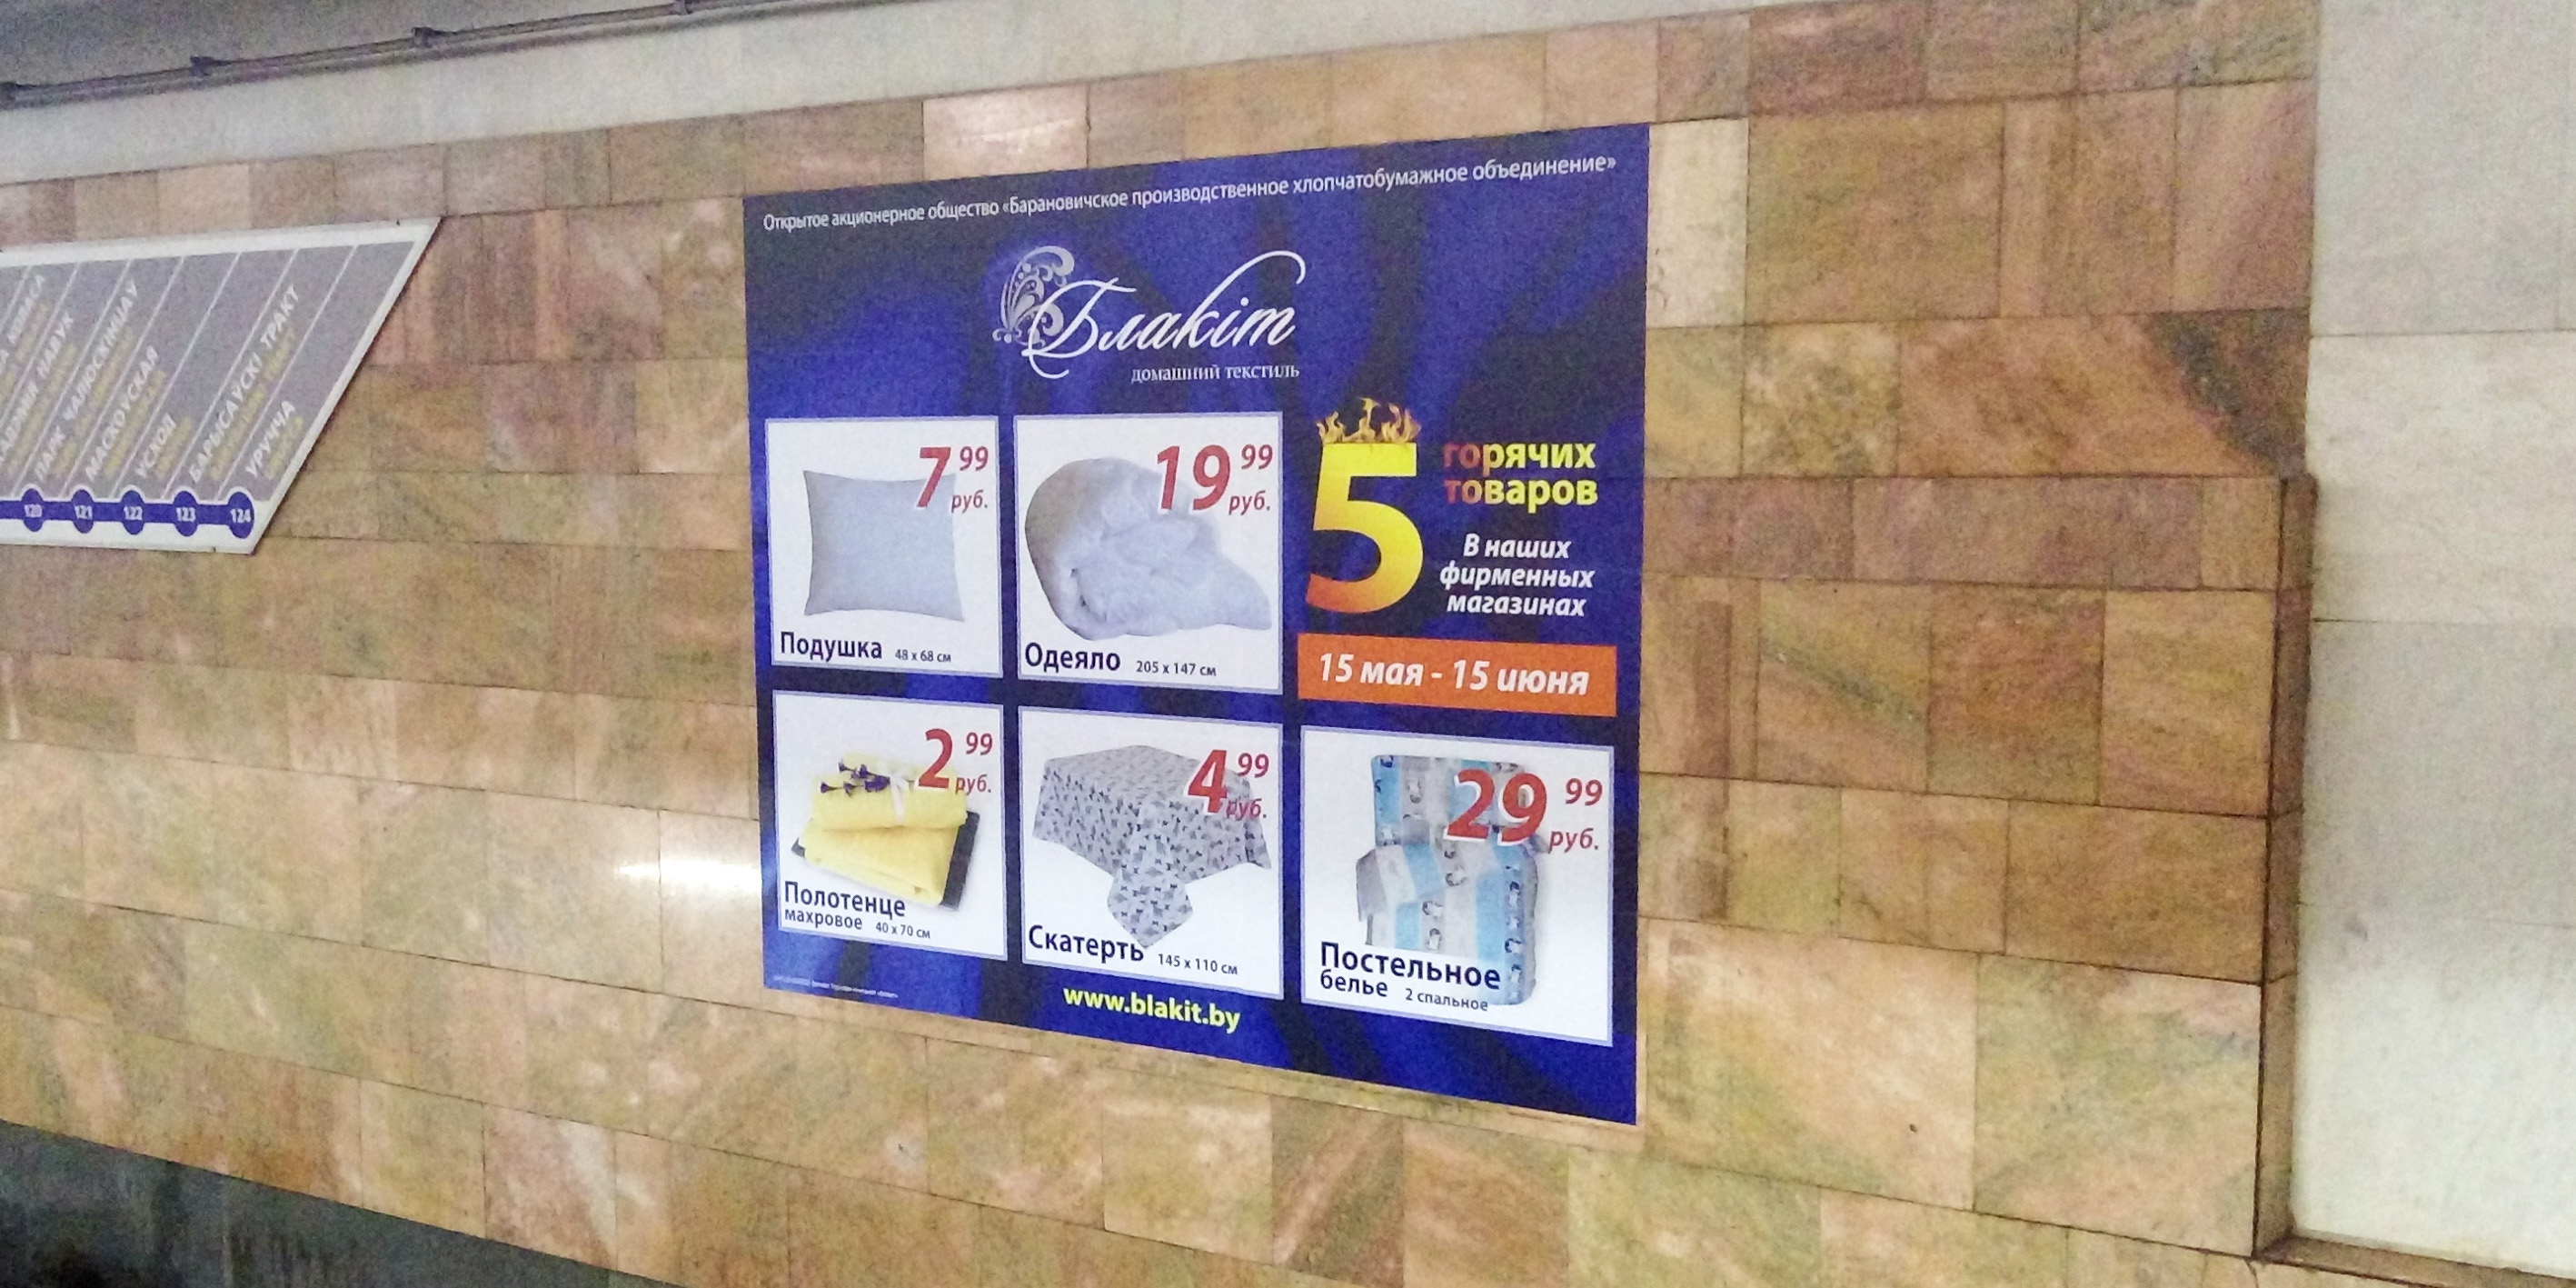 ПАРК ЧАЛЮСКІНЦАЎ
МАСКОЎСКАЯ
УСХОД
БАРЫСАЎСКІ ТРАКТ
УРУЧЧА
120 121 122 123 124
Открытое акционерное общество «Барановичское производственное хлопчатобумажное объединение»
Блакіт
домашний текстиль
7 99
руб.
Подушка 48 x 68 см
19 99
руб.
Одеяло 205 x 147 см
5 горячих
товаров
В наших
фирменных
магазинах
15 мая - 15 июня
2 99
руб.
Полотенце
махровое 40 x 70 см
4 99
руб.
Скатерть 145 x 110 см
29 99
руб.
Постельное
белье 2 спальное
www.blakit.by